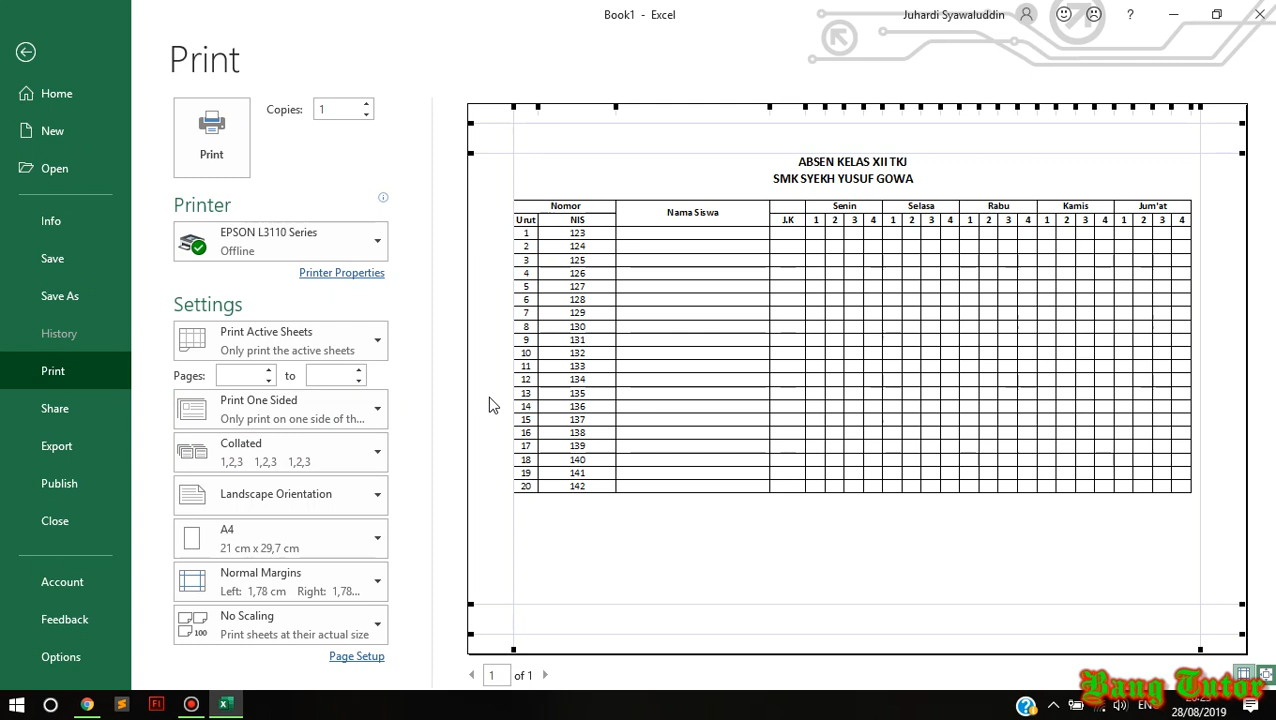 Book1 - Excel
Juhardi Syawaluddin
?
Print
Home
New
Open
Info
Save
Save As
History
Print
Share
Export
Publish
Close
Account
Feedback
Options
Print
Copies: 1
Printer
EPSON L3110 Series
Offline
Printer Properties
Settings
Print Active Sheets
Only print the active sheets
Pages: to
Print One Sided
Only print on one side of th...
Collated
1,2,3 1,2,3 1,2,3
Landscape Orientation
A4
21 cm x 29,7 cm
Normal Margins
Left: 1,78 cm Right: 1,78...
No Scaling
100 Print sheets at their actual size
Page Setup
ABSEN KELAS XII TKJ
SMK SYEKH YUSUF GOWA
Nomor Nama Siswa Senin Selasa Rabu Kamis Jum'at
Urut NIS J.K 1 2 3 4 1 2 3 4 1 2 3 4 1 2 3 4 1 2 3 4
1 123
2 124
3 125
4 126
5 127
6 128
7 129
8 130
9 131
10 132
11 133
12 134
13 135
14 136
15 137
16 138
17 139
18 140
19 141
20 142
1 of 1
Bang Tutor
ENG
28/08/2019